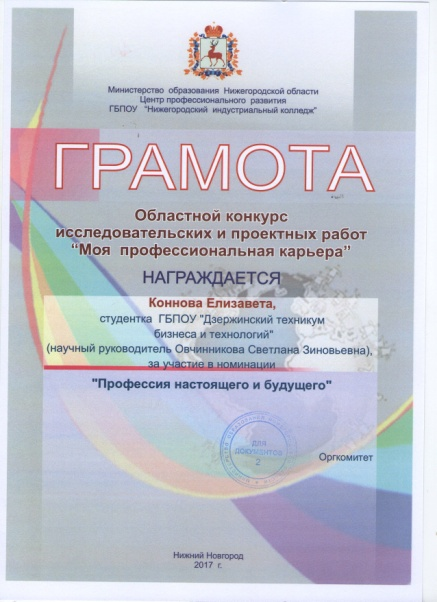 Министерство образования Нижегородской области
Центр профессионального развития
ГБПОУ "Нижегородский индустриальный колледж"
ГРАМОТА
Областной конкурс
исследовательских и проектных работ
"Моя профессиональная карьера"
НАГРАЖДАЕТСЯ
Коннова Елизавета,
студентка ГБПОУ "Дзержинский техникум
бизнеса и технологий"
(научный руководитель Овчинникова Светлана Зиновьевна),
за участие в номинации
"Профессия настоящего и будущего"
для
документов
2
Оргкомитет
Нижний Новгород
2017 г.